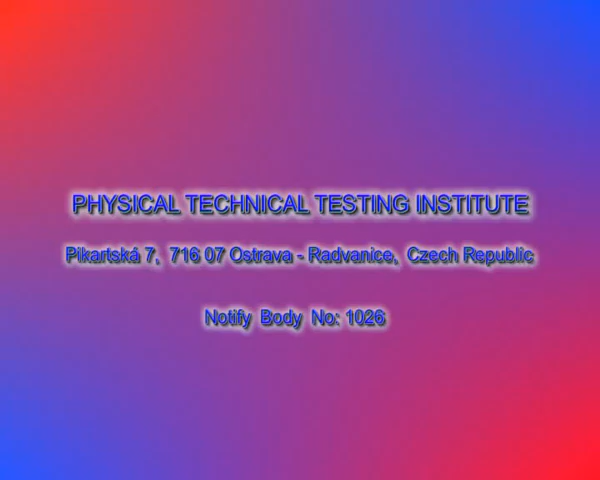 PHYSICAL TECHNICAL TESTING INSTITUTE
Pikartská 7, 716 07 Ostrava - Radvanice, Czech Republic
Notify Body No: 1026